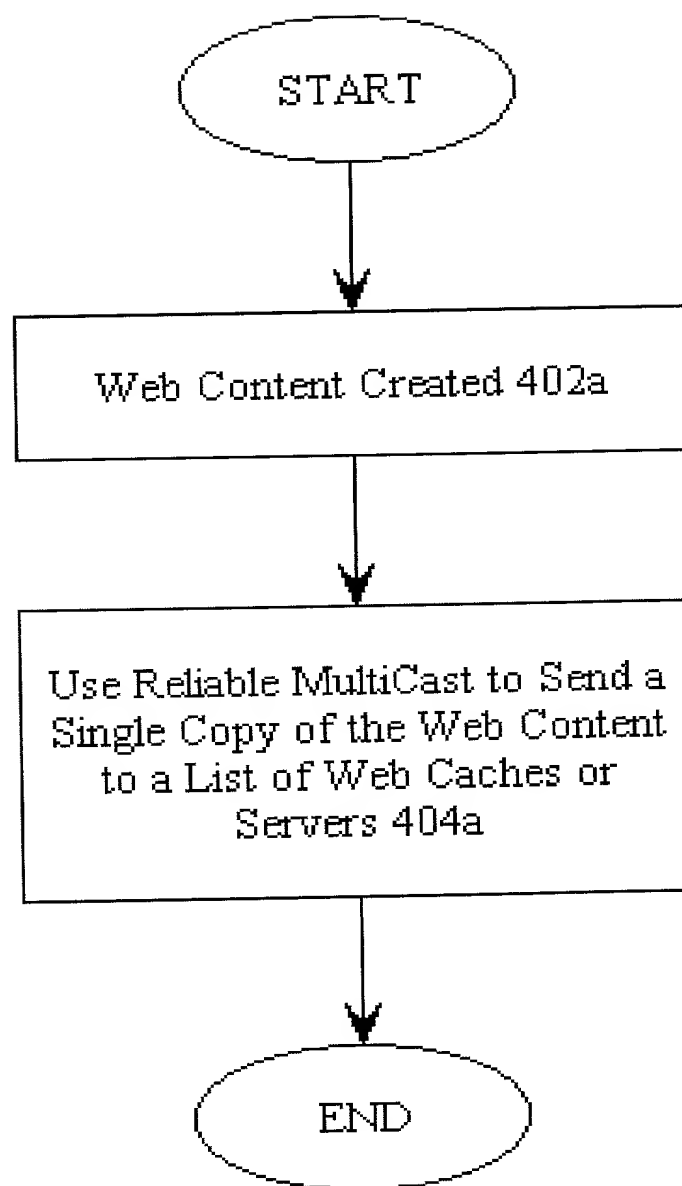 START
Web Content Created 402a
Use Reliable MultiCast to Send a
Single Copy of the Web Content
to a List of Web Caches or
Servers 404a
END